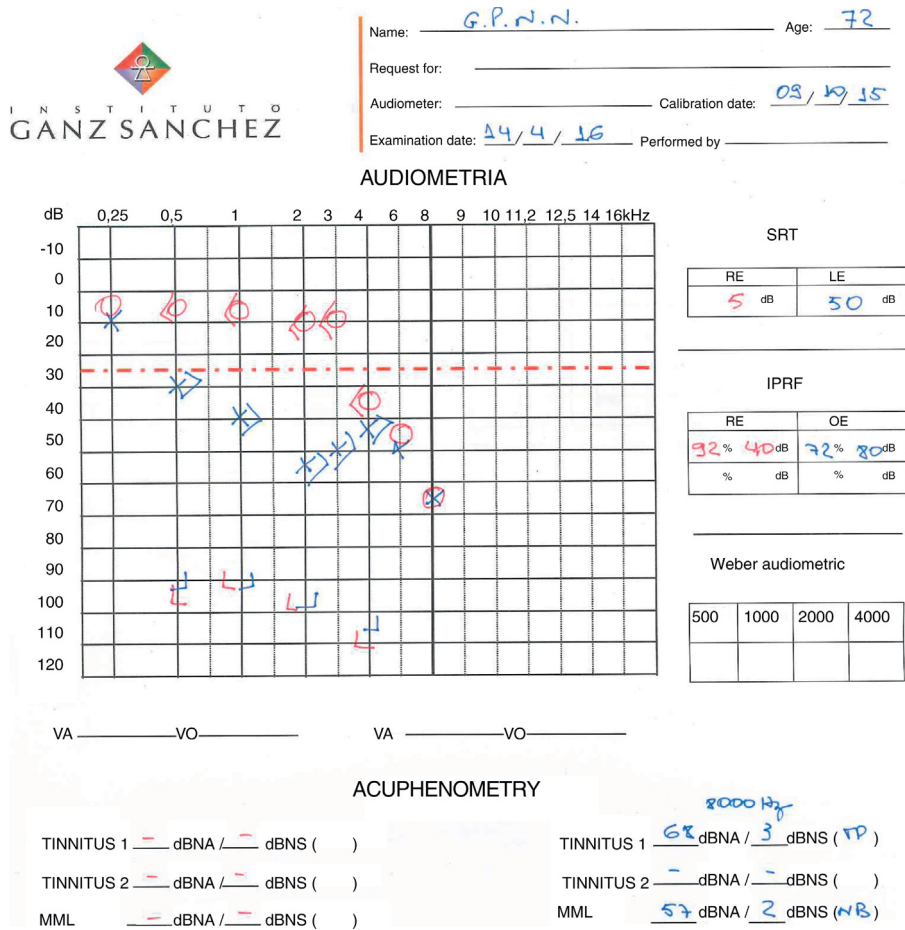 INSTITUTO
GANZ SANCHEZ
Name: G.P.N.N. Age: 72
Request for:
Audiometer: Calibration date: 09/10/15
Examination date: 14/4/16 Performed by
AUDIOMETRIA
dB 0,25 0,5 1 2 3 4 6 8 9 10 11,2 12,5 14 16kHz
-10
0
10
20
30
40
50
60
70
80
90
100
110
120
SRT
RE LE
5 dB 50 dB
IPRF
RE OE
92% 40dB 72% 80dB
% dB % dB
Weber audiometric
500 1000 2000 4000
VA VO VA VO
ACUPHENOMETRY
TINNITUS 1 - dBNA / - dBNS ( )
TINNITUS 2 - dBNA / - dBNS ( )
MML - dBNA / - dBNS ( )
8000 Hz
TINNITUS 1 68 dBNA / 3 dBNS ( )
TINNITUS 2 - dBNA / - dBNS ( )
MML 57 dBNA / 2 dBNS (NB)